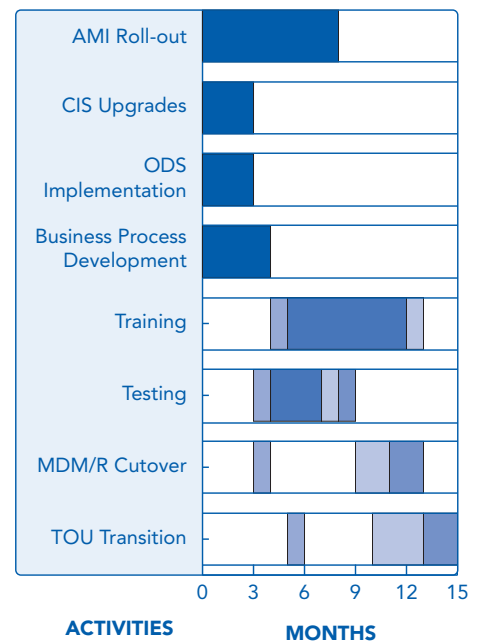 AMI Roll-out
CIS Upgrades
ODS
Implementation
Business Process
Development
Training
Testing
MDM/R Cutover
TOU Transition
0 3 6 9 12 15
ACTIVITIES MONTHS